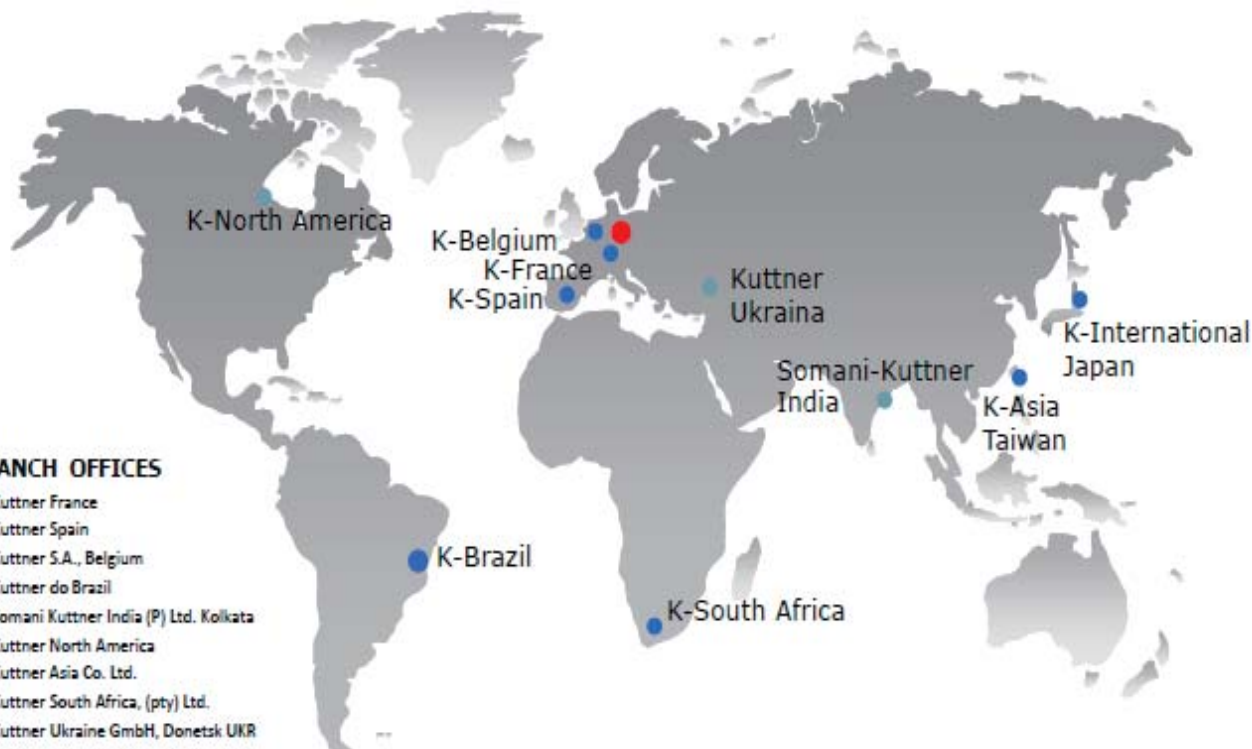 K-North America
K-Belgium
K-France
K-Spain
Kuttner
Ukraina
K-International
Japan
Somani-Kuttner
India
K-Asia
Taiwan
K-Brazil
K-South Africa
ANCH OFFICES
uttner France
uttner Spain
uttner S.A., Belgium
uttner do Brazil
omani Kuttner India (P) Ltd. Kolkata
uttner North America
uttner Asia Co. Ltd.
uttner South Africa, (pty) Ltd.
uttner Ukraine GmbH, Donetsk UKR